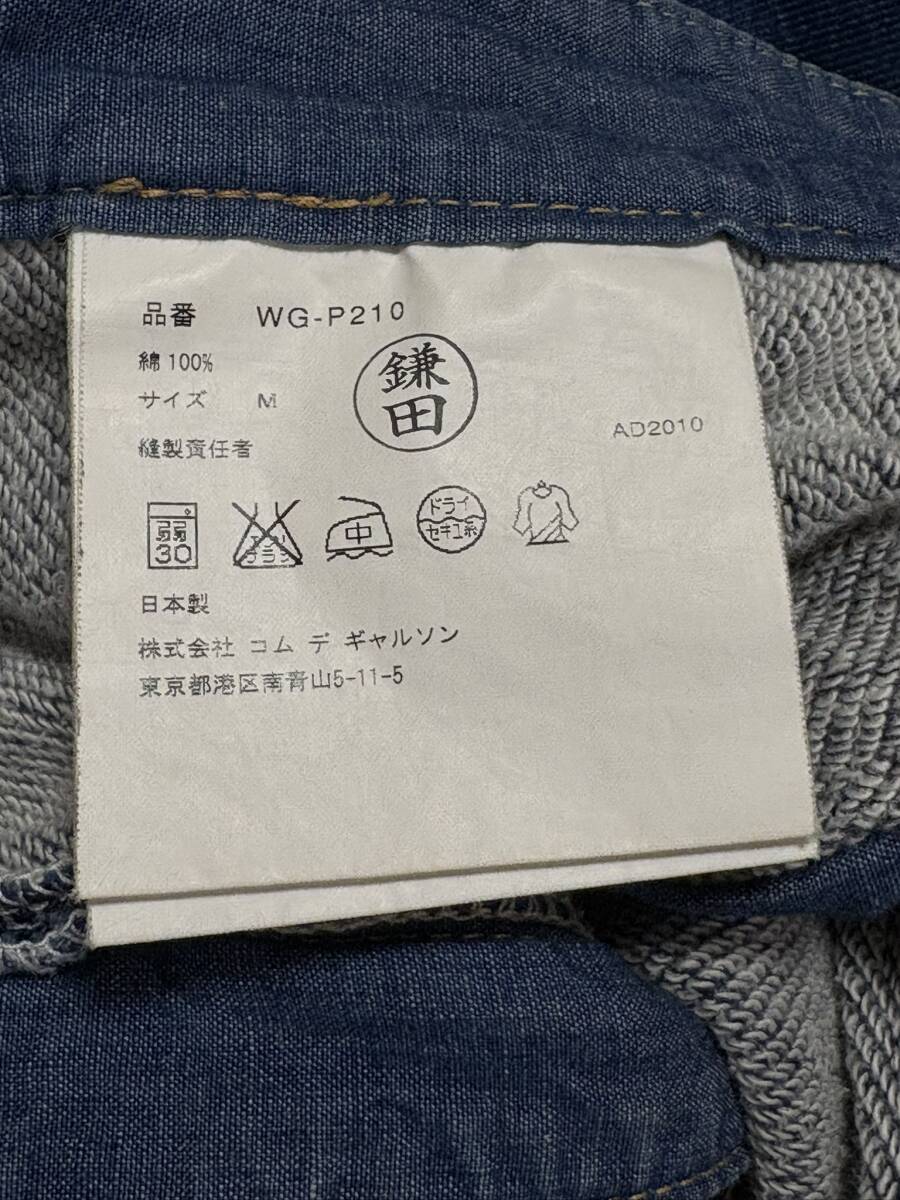 品番 WG-P210
綿 100%
サイズ M
鎌田
AD2010
縫製責任者
弱
30
中
ドライ
セキユ系
日本製
株式会社 コム デ ギャルソン
東京都港区南青山5-11-5